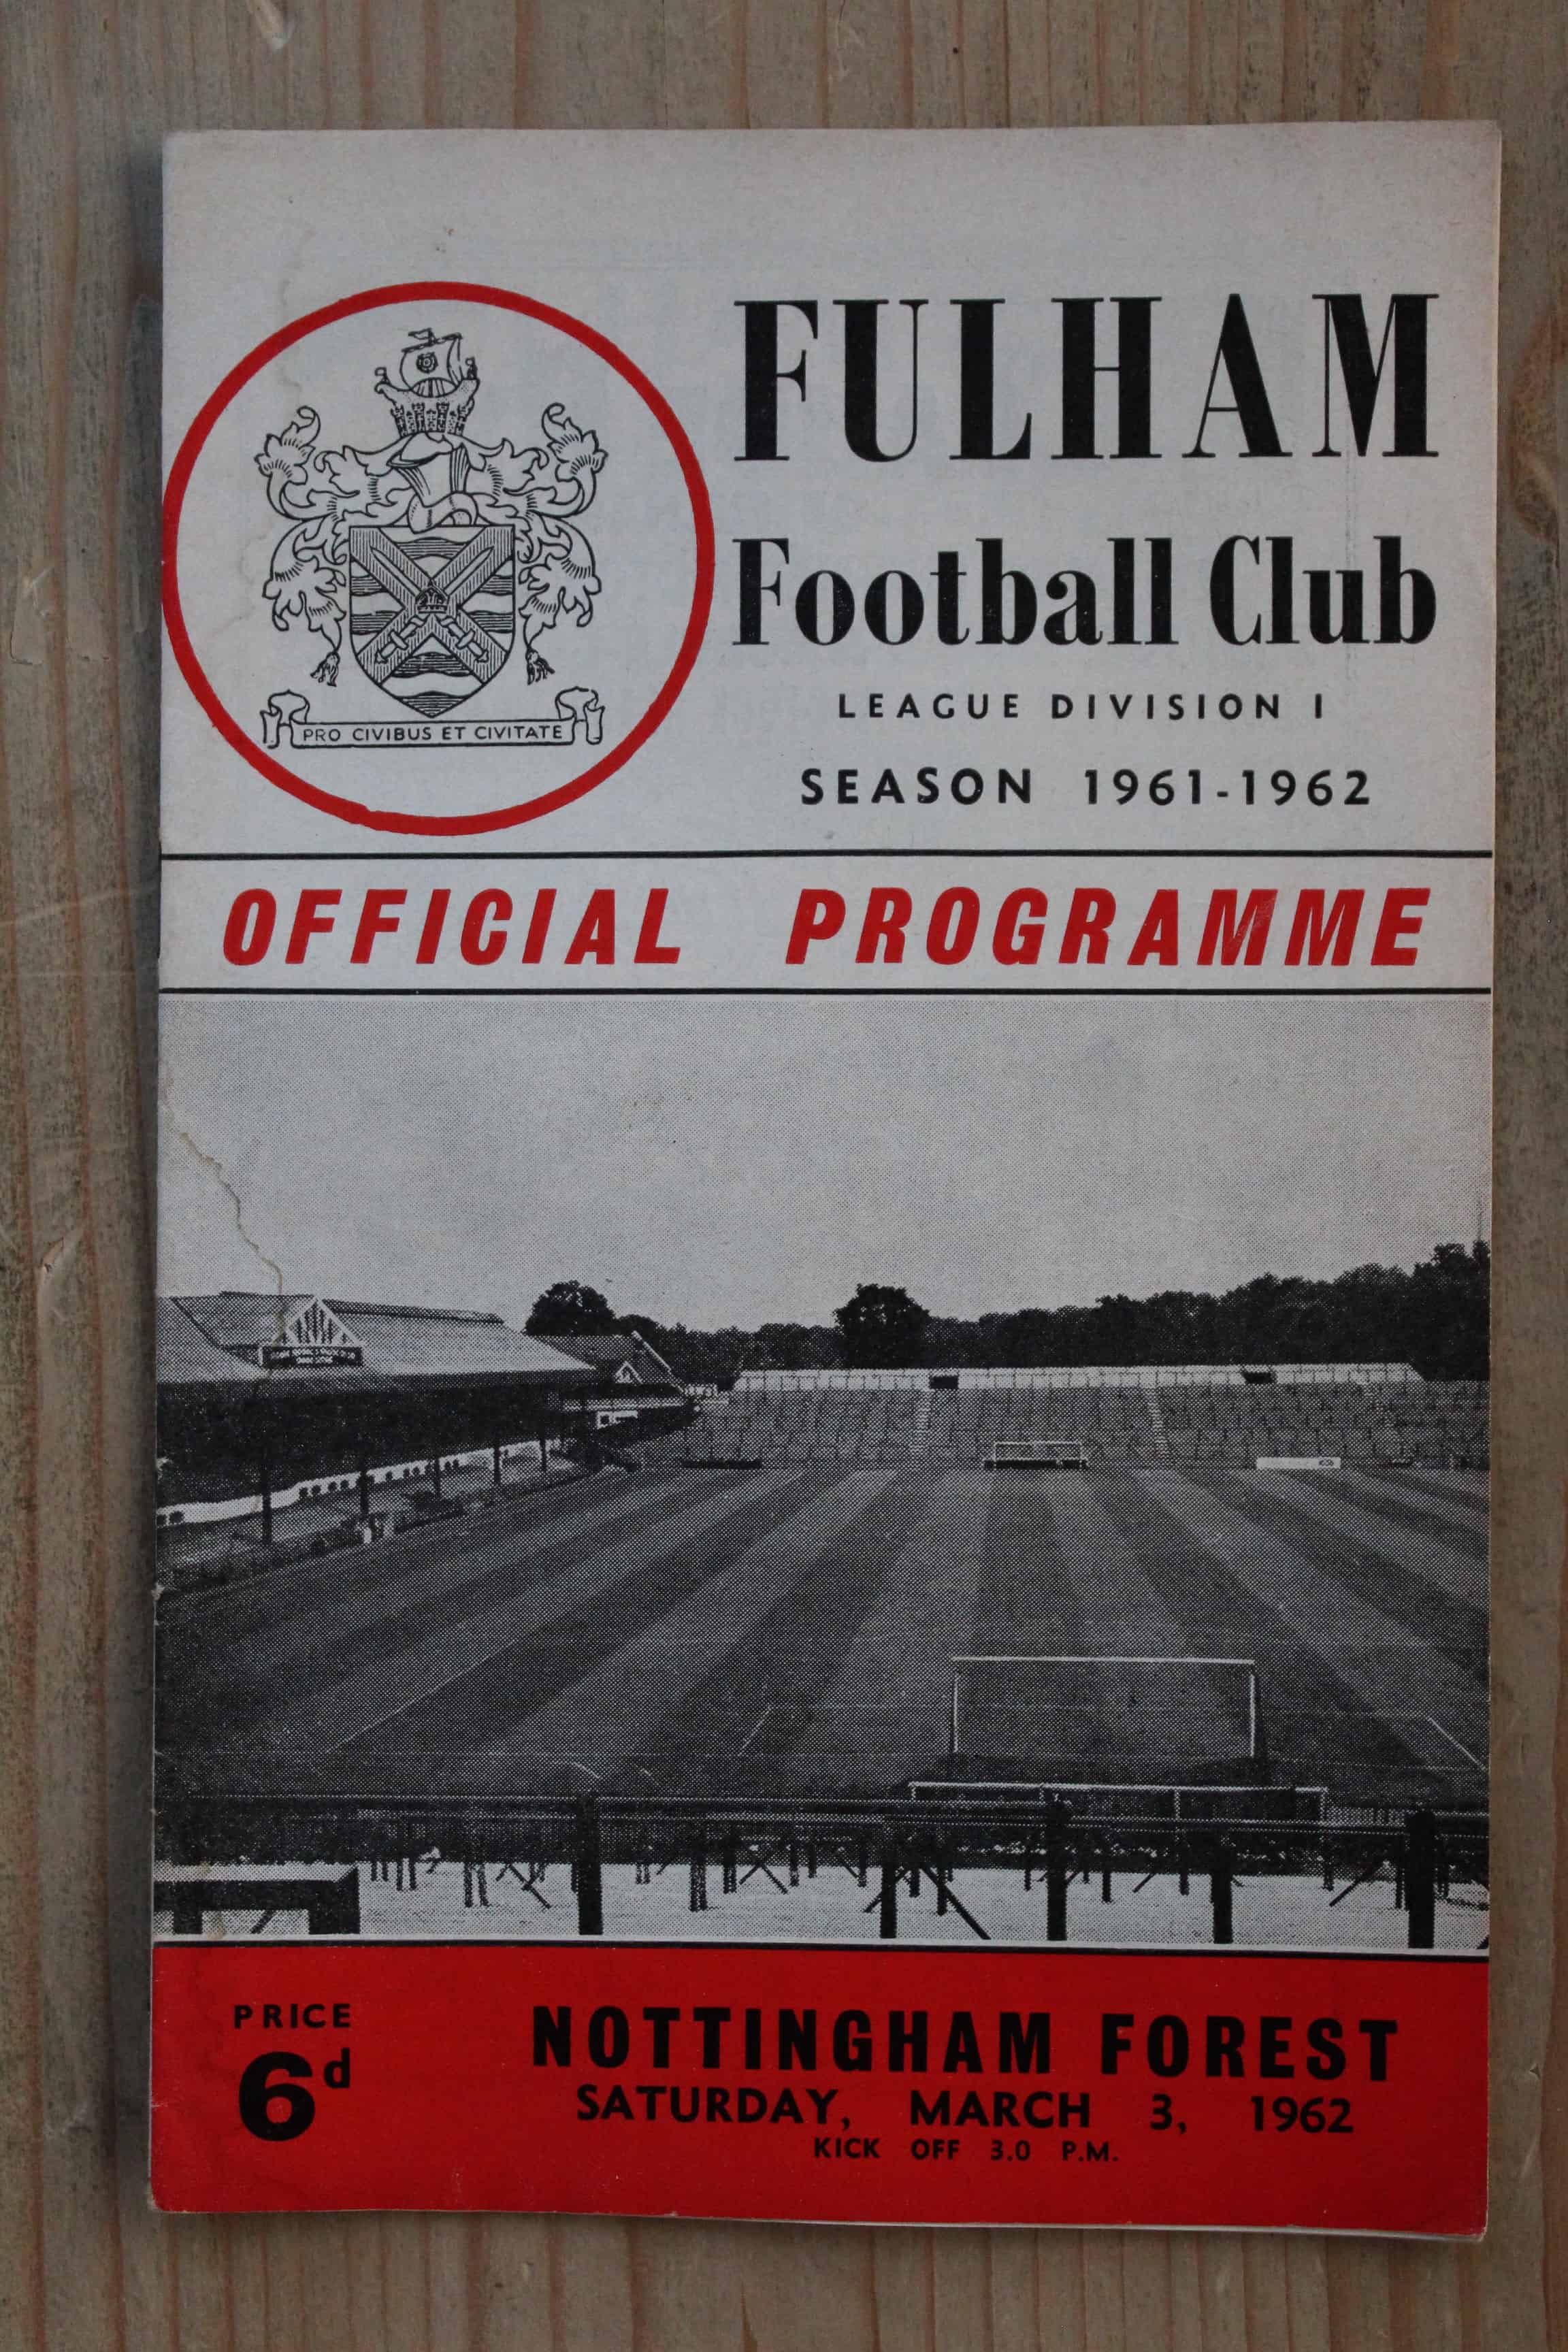 FULHAM
Football Club
LEAGUE DIVISION I
SEASON 1961-1962
PRO CIVIBUS ET CIVITATE
OFFICIAL PROGRAMME
PRICE
6d
NOTTINGHAM FOREST
SATURDAY, MARCH 3, 1962
KICK OFF 3.0 P.M.